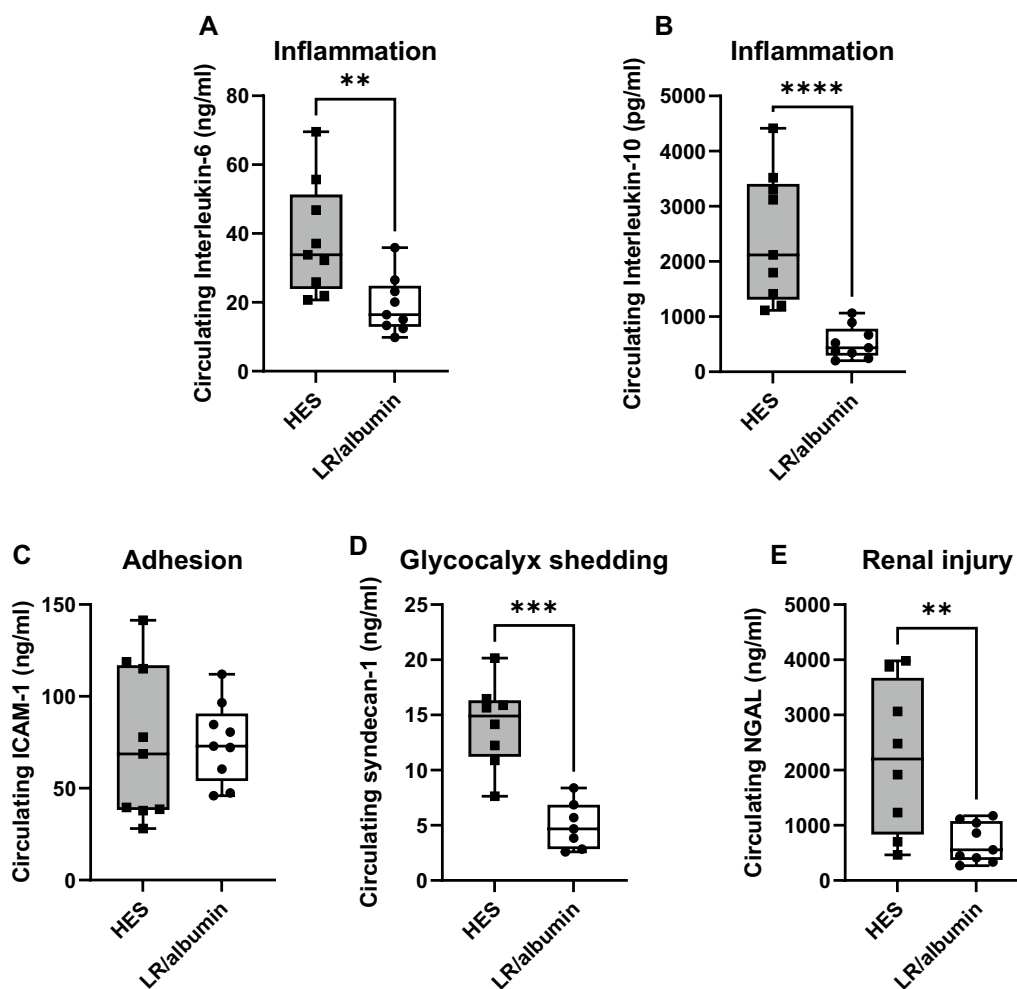 A
Inflammation
Circulating Interleukin-6 (ng/ml)
80
60
40
20
0
**
HES
LR/albumin
B
Inflammation
Circulating Interleukin-10 (pg/ml)
5000
4000
3000
2000
1000
0
****
HES
LR/albumin
C
Adhesion
Circulating ICAM-1 (ng/ml)
150
100
50
0
HES
LR/albumin
D
Glycocalyx shedding
Circulating syndecan-1 (ng/ml)
25
20
15
10
5
0
***
HES
LR/albumin
E
Renal injury
Circulating NGAL (ng/ml)
5000
4000
3000
2000
1000
0
**
HES
LR/albumin